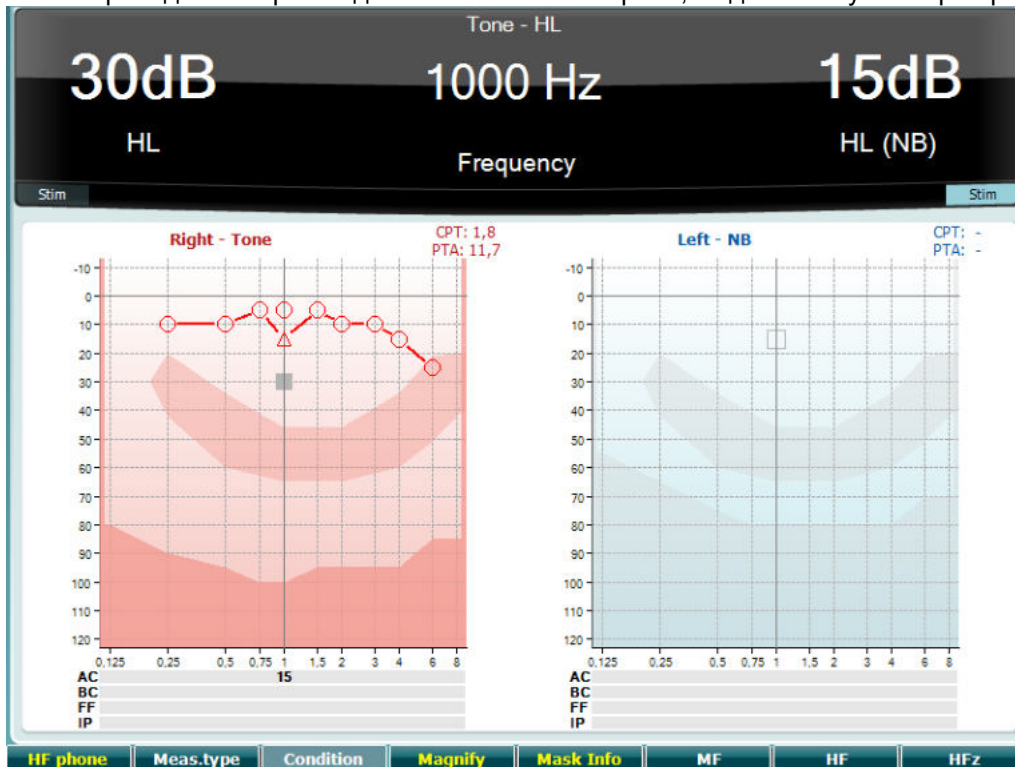 Tone - HL
30dB 1000 Hz 15dB
HL Frequency HL (NB)
Stim Stim
Right - Tone CPT: 1,8
PTA: 11,7
Left - NB CPT: -
PTA: -
-10
0
10
20
30
40
50
60
70
80
90
100
110
120
0,125 0,25 0,5 0,75 1 1,5 2 3 4 6 8
AC 15
BC
FF
IP
-10
0
10
20
30
40
50
60
70
80
90
100
110
120
0,125 0,25 0,5 0,75 1 1,5 2 3 4 6 8
AC
BC
FF
IP
HF phone Meas.type Condition Magnify Mask Info MF HF HFz